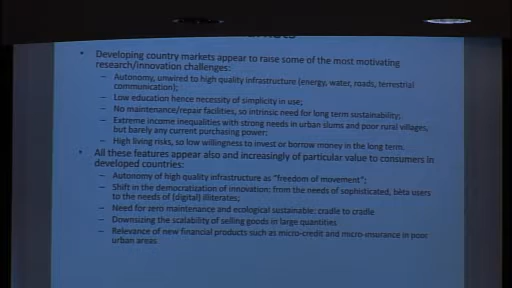 • Developing country markets appear to raise some of the most motivating
research/innovation challenges:
– Autonomy, unwired to high quality infrastructure (energy, water, roads, terrestrial
communication);
– Low education hence necessity of simplicity in use;
– No maintenance/repair facilities, so intrinsic need for long term sustainability;
– Extreme income inequalities with strong needs in urban slums and poor rural villages,
but barely any current purchasing power;
– High living risks, so low willingness to invest or borrow money in the long term.
• All these features appear also and increasingly of particular value to consumers in
developed countries:
– Autonomy of high quality infrastructure as "freedom of movement";
– Shift in the democratization of innovation: from the needs of sophisticated, bèta users
to the needs of (digital) illiterates;
– Need for zero maintenance and ecological sustainable: cradle to cradle
– Downsizing the scalability of selling goods in large quantities
– Relevance of new financial products such as micro-credit and micro-insurance in poor
urban areas